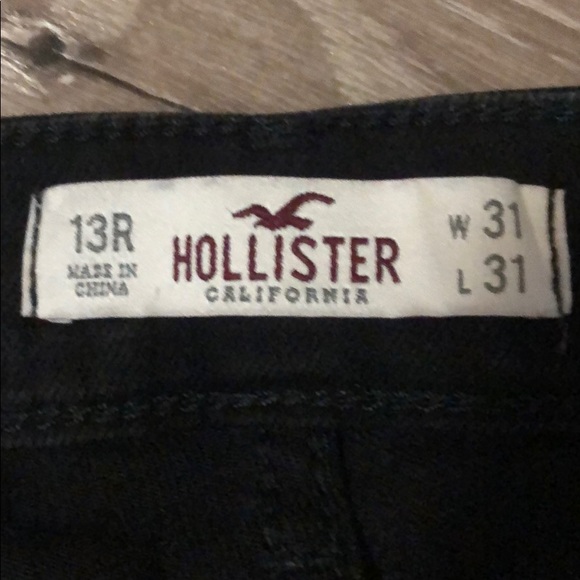 13R
MADE IN
CHINA
HOLLISTER
CALIFORNIA
W 31
L 31